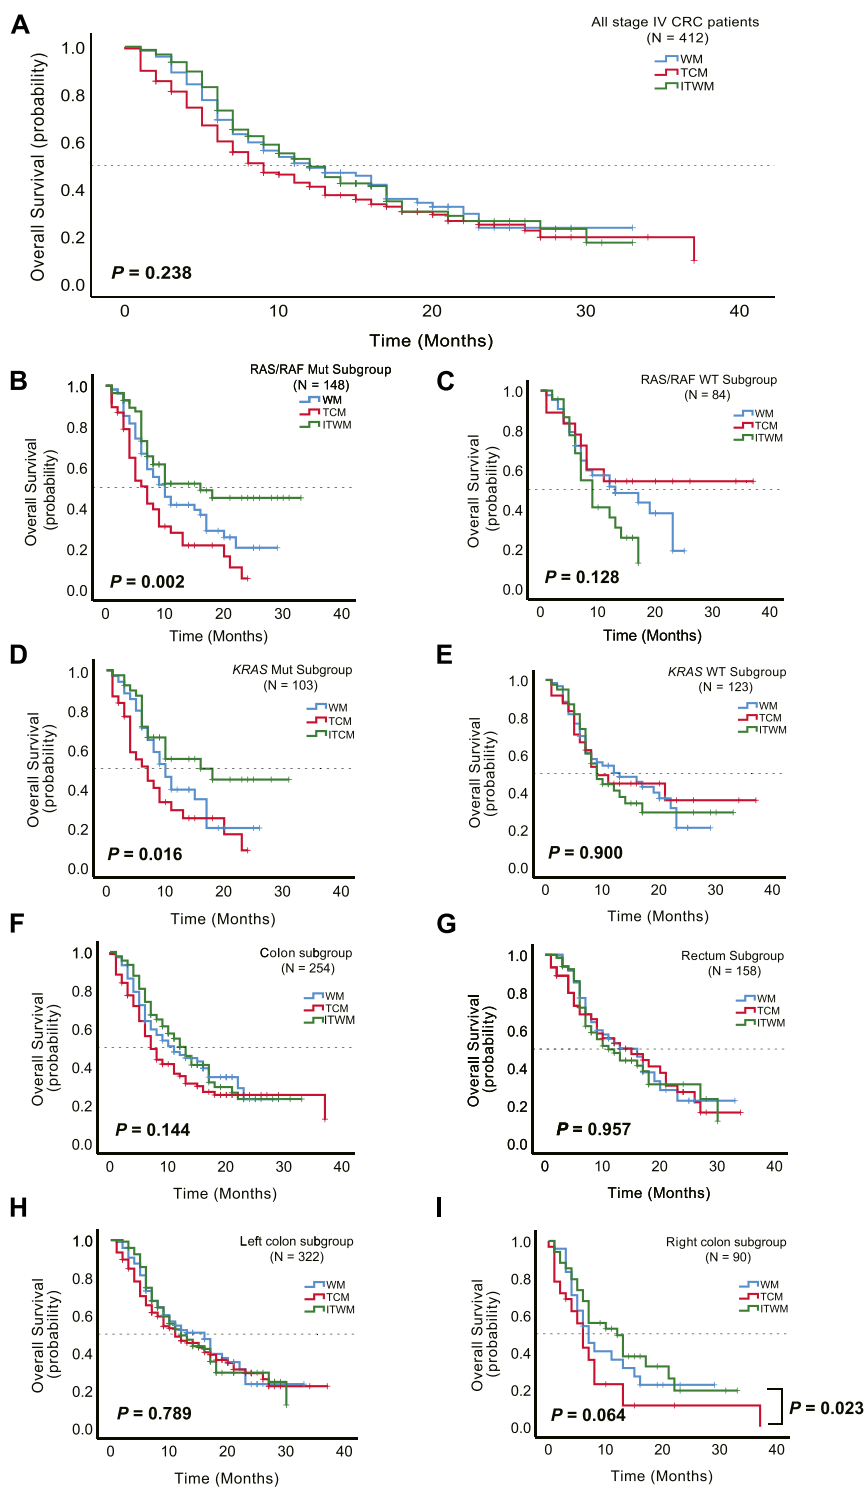 A
All stage IV CRC patients
(N = 412)
WM
TCM
ITWM
Overall Survival (probability)
1.0
0.8
0.6
0.4
0.2
0.0
P = 0.238
0 10 20 30 40
Time (Months)
B
RAS/RAF Mut Subgroup
(N = 148)
WM
TCM
ITWM
Overall Survival
(probability)
1.0
0.8
0.6
0.4
0.2
0.0
P = 0.002
0 10 20 30 40
Time (Months)
C
RAS/RAF WT Subgroup
(N = 84)
WM
TCM
ITWM
Overall Survival
(probability)
1.0
0.8
0.6
0.4
0.2
0.0
P = 0.128
0 10 20 30 40
Time (Months)
D
KRAS Mut Subgroup
(N = 103)
WM
TCM
ITCM
Overall Survival
(probability)
1.0
0.8
0.6
0.4
0.2
0.0
P = 0.016
0 10 20 30 40
Time (Months)
E
KRAS WT Subgroup
(N = 123)
WM
TCM
ITWM
Overall Survival
(probability)
1.0
0.8
0.6
0.4
0.2
0.0
P = 0.900
0 10 20 30 40
Time (Months)
F
Colon subgroup
(N = 254)
WM
TCM
ITWM
Overall Survival
(probability)
1.0
0.8
0.6
0.4
0.2
0.0
P = 0.144
0 10 20 30 40
Time (Months)
G
Rectum Subgroup
(N = 158)
WM
TCM
ITWM
Overall Survival
(probability)
1.0
0.8
0.6
0.4
0.2
0.0
P = 0.957
0 10 20 30 40
Time (Months)
H
Left colon subgroup
(N = 322)
WM
TCM
ITWM
Overall Survival
(probability)
1.0
0.8
0.6
0.4
0.2
0.0
P = 0.789
0 10 20 30 40
Time (Months)
I
Right colon subgroup
(N = 90)
WM
TCM
ITWM
Overall Survival
(probability)
1.0
0.8
0.6
0.4
0.2
0.0
P = 0.064
P = 0.023
0 10 20 30 40
Time (Months)